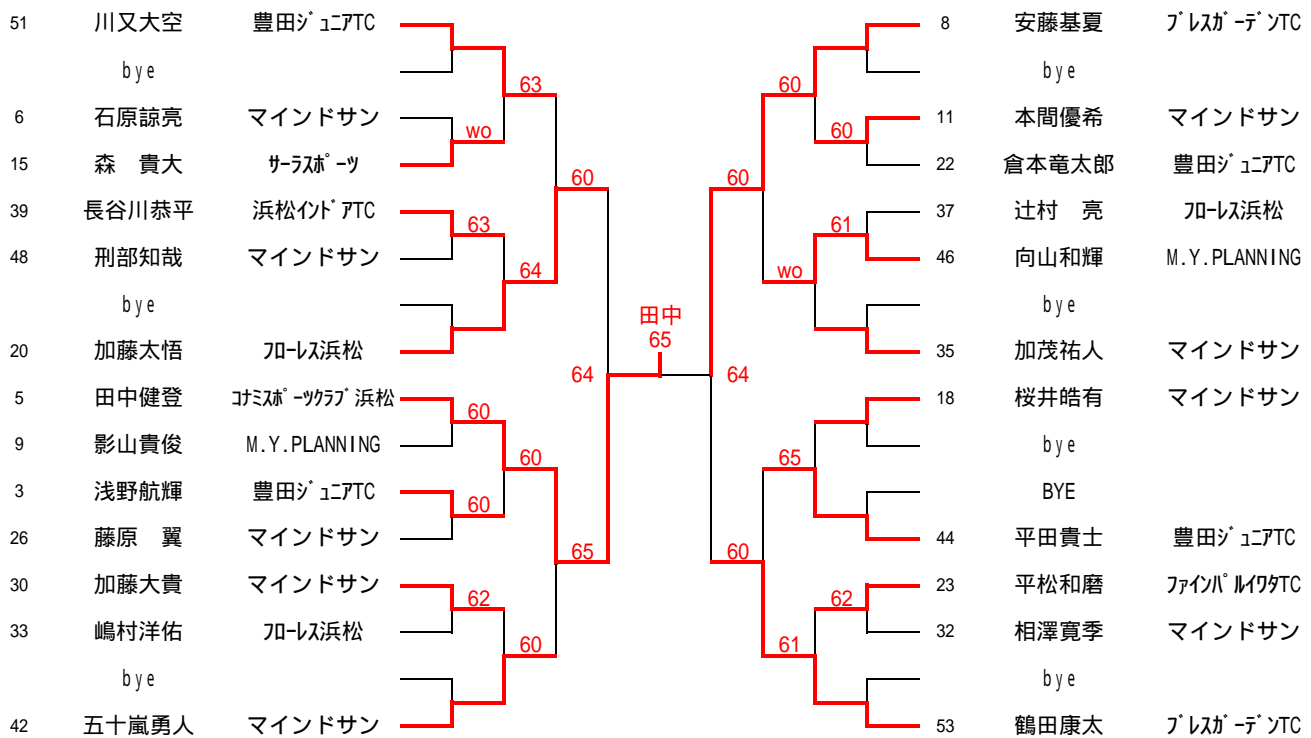 51 川又大空 豊田ｼﾞｭﾆｱTC
bye
63
6 石原諒亮 マインドサン
wo
15 森 貴大 ｻｰﾗｽﾎﾟｰﾂ
60
39 長谷川恭平 浜松ｲﾝﾄﾞｱTC
63
48 刑部知哉 マインドサン
64
bye
20 加藤太悟 ﾌﾛｰﾚｽ浜松
64
5 田中健登 ｺﾅﾐｽﾎﾟｰﾂｸﾗﾌﾞ浜松
60
9 影山貴俊 M.Y.PLANNING
60
3 浅野航輝 豊田ｼﾞｭﾆｱTC
60
26 藤原 翼 マインドサン
65
30 加藤大貴 マインドサン
62
33 嶋村洋佑 ﾌﾛｰﾚｽ浜松
60
bye
42 五十嵐勇人 マインドサン
田中
65
8 安藤基夏 ﾌﾞﾚｽｶﾞｰﾃﾞﾝTC
bye
60
11 本間優希 マインドサン
60
22 倉本竜太郎 豊田ｼﾞｭﾆｱTC
60
37 辻村 亮 ﾌﾛｰﾚｽ浜松
61
46 向山和輝 M.Y.PLANNING
wo
bye
35 加茂祐人 マインドサン
64
18 桜井皓有 マインドサン
bye
65
BYE
44 平田貴士 豊田ｼﾞｭﾆｱTC
60
23 平松和磨 ﾌｧｲﾝﾊﾟﾙｲﾜﾀTC
62
32 相澤寛季 マインドサン
61
bye
53 鶴田康太 ﾌﾞﾚｽｶﾞｰﾃﾞﾝTC